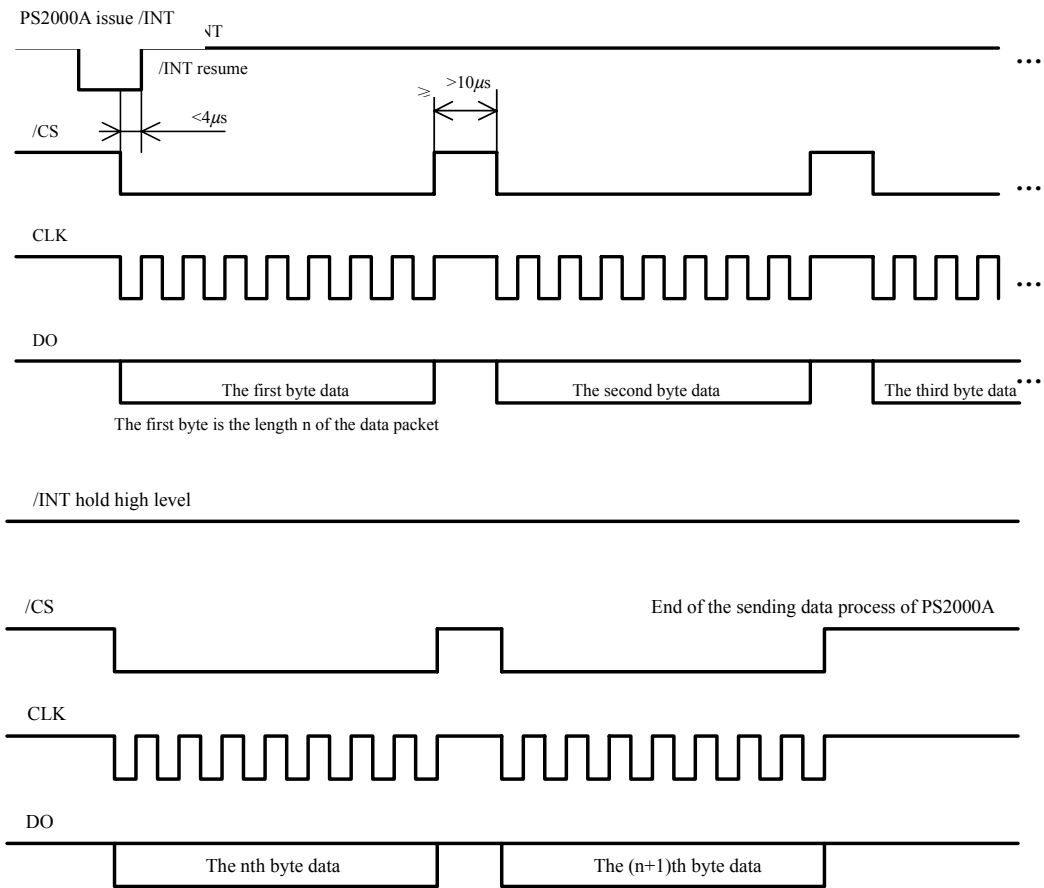 PS2000A issue /INT
/INT resume
≥ >10μs
<4μs
/CS
...
...
CLK
...
DO
The first byte data
The second byte data
The third byte data...
The first byte is the length n of the data packet
/INT hold high level
/CS
End of the sending data process of PS2000A
CLK
DO
The nth byte data
The (n+1)th byte data